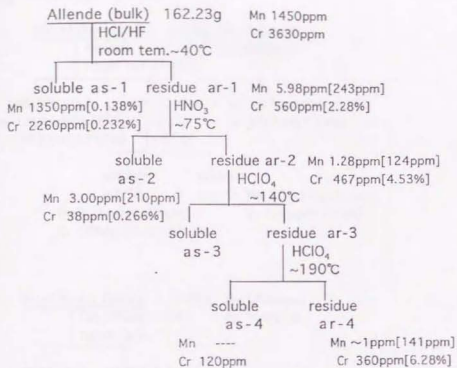 Allende (bulk) 162.23g Mn 1450ppm
HCl/HF Cr 3630ppm
room tem.~40℃
soluble residue ar-1 Mn 5.98ppm[243ppm]
as-1
Mn 1350ppm[0.138%] HNO₃ Cr 560ppm[2.28%]
Cr 2260ppm[0.232%] ~75℃
soluble residue ar-2 Mn 1.28ppm[124ppm]
as-2 HClO₄ Cr 467ppm[4.53%]
Mn 3.00ppm[210ppm] ~140℃
Cr 38ppm[0.266%]
soluble residue ar-3
as-3 HClO₄
~190℃
soluble residue
as-4 ar-4
Mn ---- Mn ~1ppm[141ppm]
Cr 120ppm Cr 360ppm[6.28%]